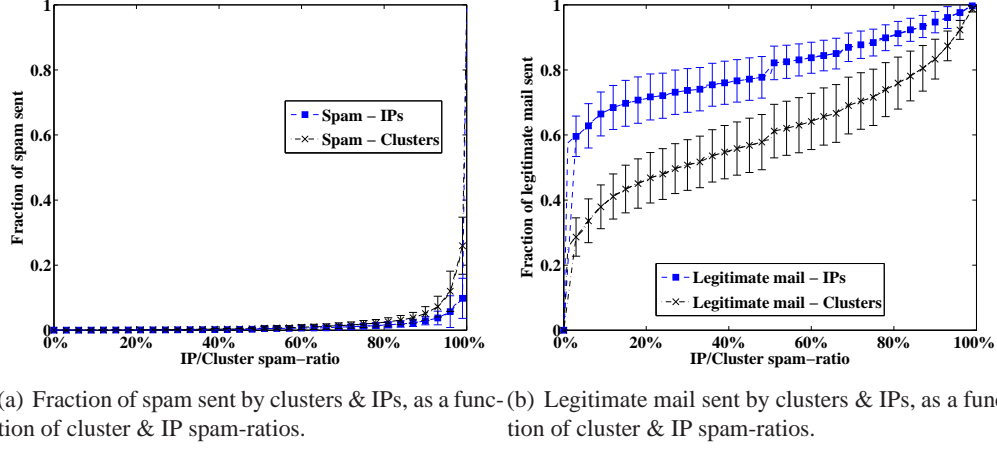 1
0.8
0.6
0.4
0.2
0
Fraction of spam sent
Spam – IPs
Spam – Clusters
0% 20% 40% 60% 80% 100%
IP/Cluster spam–ratio
1
0.8
0.6
0.4
0.2
0
Fraction of legitimate mail sent
Legitimate mail – IPs
Legitimate mail – Clusters
0% 20% 40% 60% 80% 100%
IP/Cluster spam–ratio
(a) Fraction of spam sent by clusters & IPs, as a func-
tion of cluster & IP spam-ratios.
(b) Legitimate mail sent by clusters & IPs, as a func-
tion of cluster & IP spam-ratios.